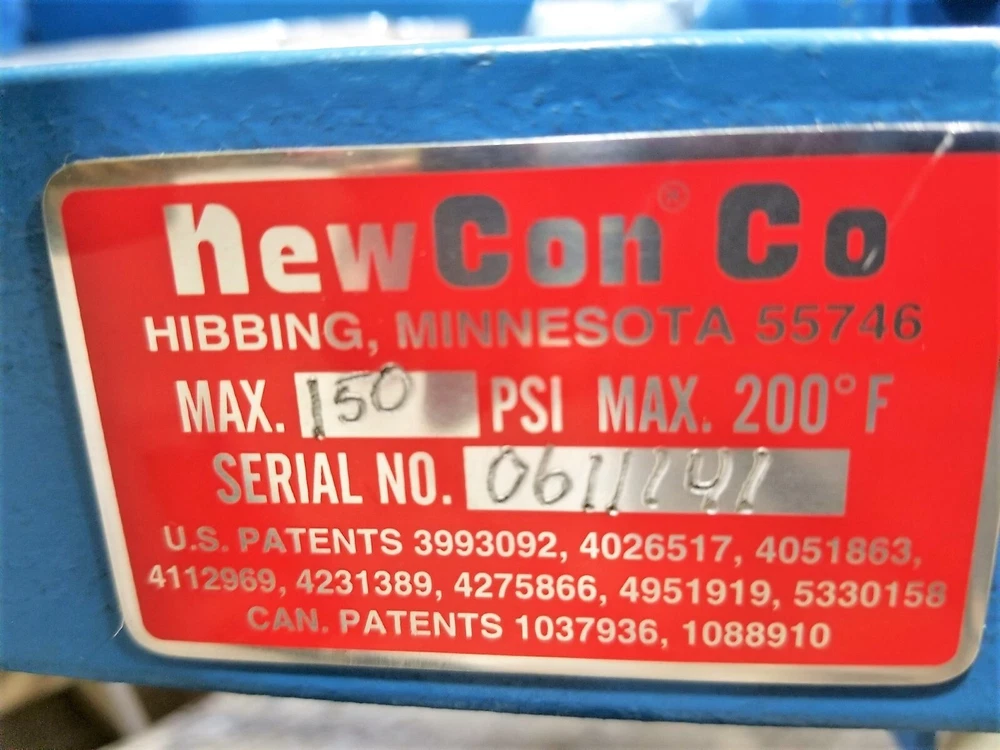 NewCon® Co
HIBBING, MINNESOTA 55746
MAX. 150 PSI MAX. 200°F
SERIAL NO. 0611141
U.S. PATENTS 3993092, 4026517, 4051863,
4112969, 4231389, 4275866, 4951919, 5330158
CAN. PATENTS 1037936, 1088910